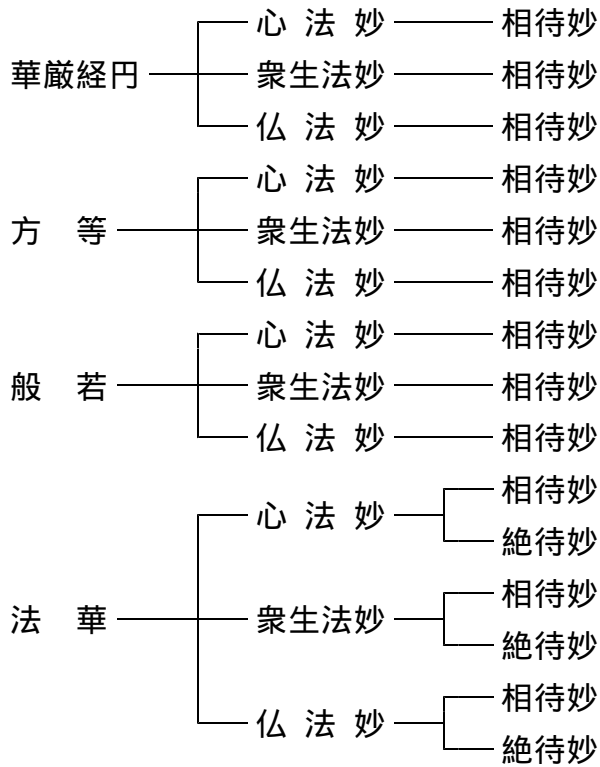 心法妙 相待妙
華厳経円 衆生法妙 相待妙
仏法妙 相待妙
心法妙 相待妙
方等 衆生法妙 相待妙
仏法妙 相待妙
心法妙 相待妙
般若 衆生法妙 相待妙
仏法妙 相待妙
相待妙
心法妙
絶待妙
相待妙
法華 衆生法妙
絶待妙
相待妙
仏法妙
絶待妙